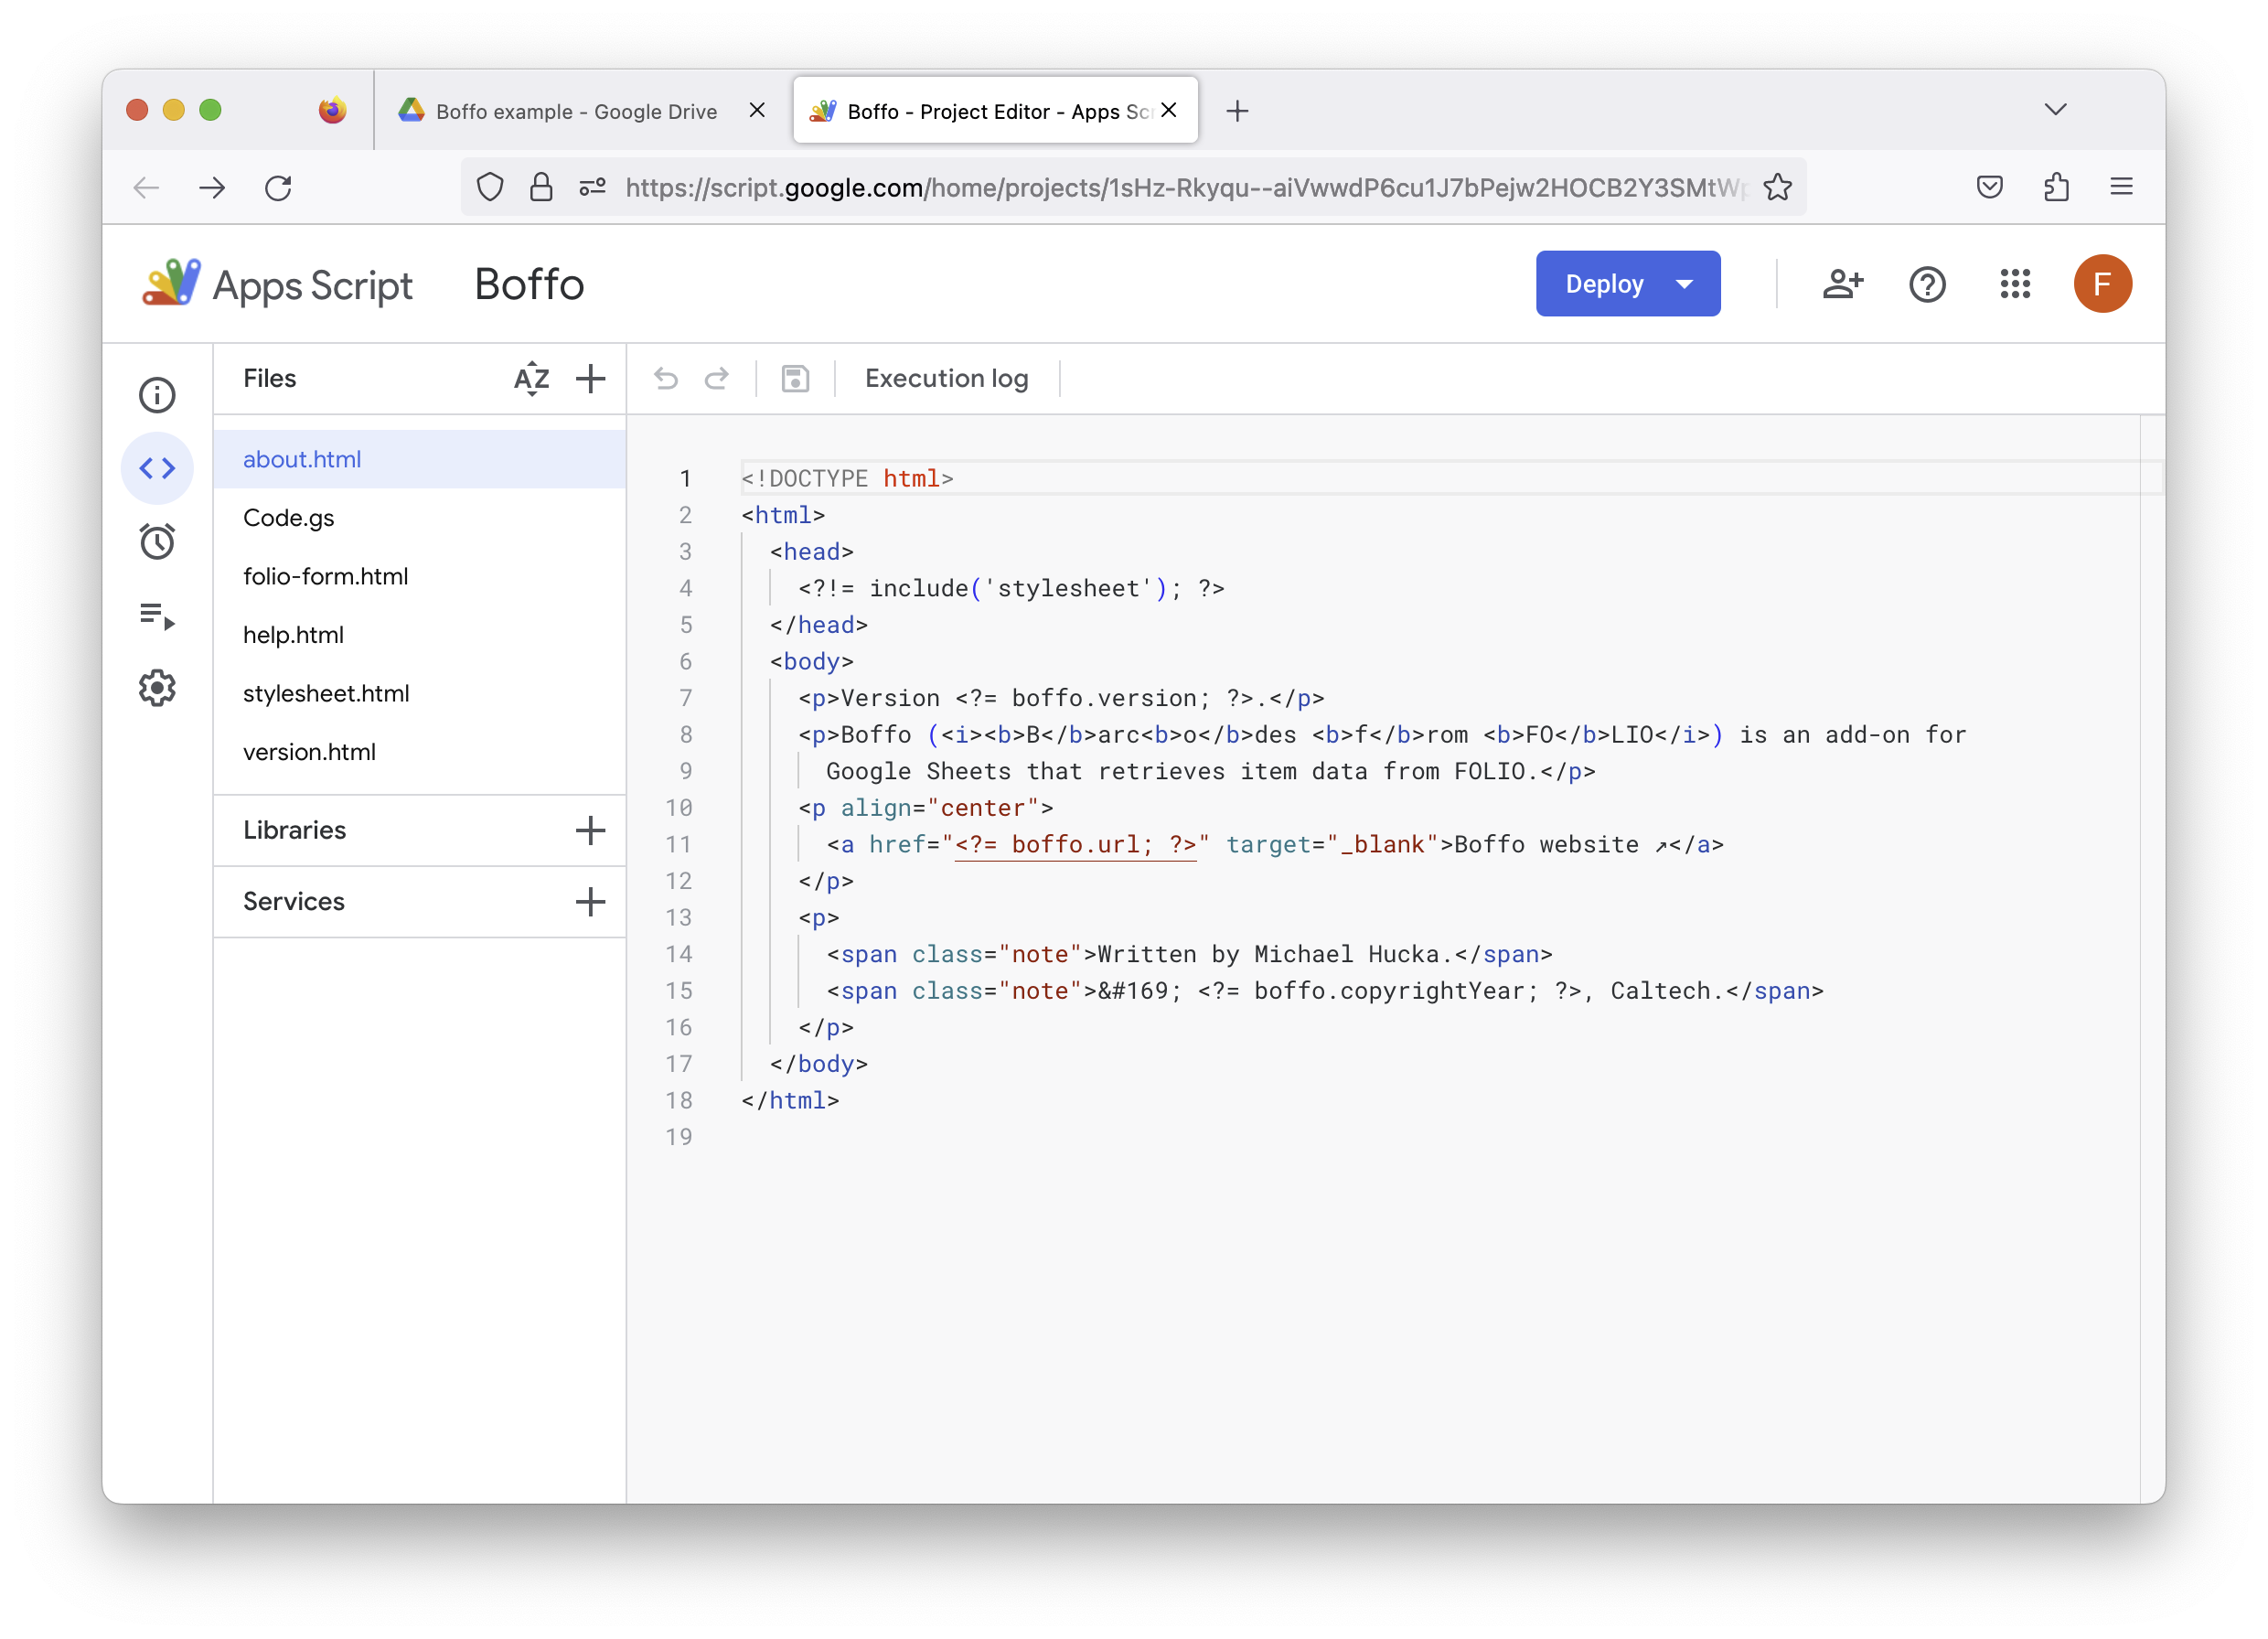 Boffo example - Google Drive
Boffo - Project Editor - Apps Scr
https://script.google.com/home/projects/1sHz-Rkyqu--aiVwwdP6cu1J7bPejw2HOCB2Y3SMtWp
Apps Script Boffo Deploy F
Files AZ Execution log
about.html
Code.gs
folio-form.html
help.html
stylesheet.html
version.html
Libraries
Services
1 <!DOCTYPE html>
2 <html>
3 <head>
4 <?!= include('stylesheet'); ?>
5 </head>
6 <body>
7 <p>Version <?= boffo.version; ?>.</p>
8 <p>Boffo (<i><b>B</b>arc<b>o</b>des <b>f</b>rom <b>FO</b>LIO</i>) is an add-on for
9 Google Sheets that retrieves item data from FOLIO.</p>
10 <p align="center">
11 <a href="<?= boffo.url; ?>" target="_blank">Boffo website ↗</a>
12 </p>
13 <p>
14 <span class="note">Written by Michael Hucka.</span>
15 <span class="note">&#169; <?= boffo.copyrightYear; ?>, Caltech.</span>
16 </p>
17 </body>
18 </html>
19